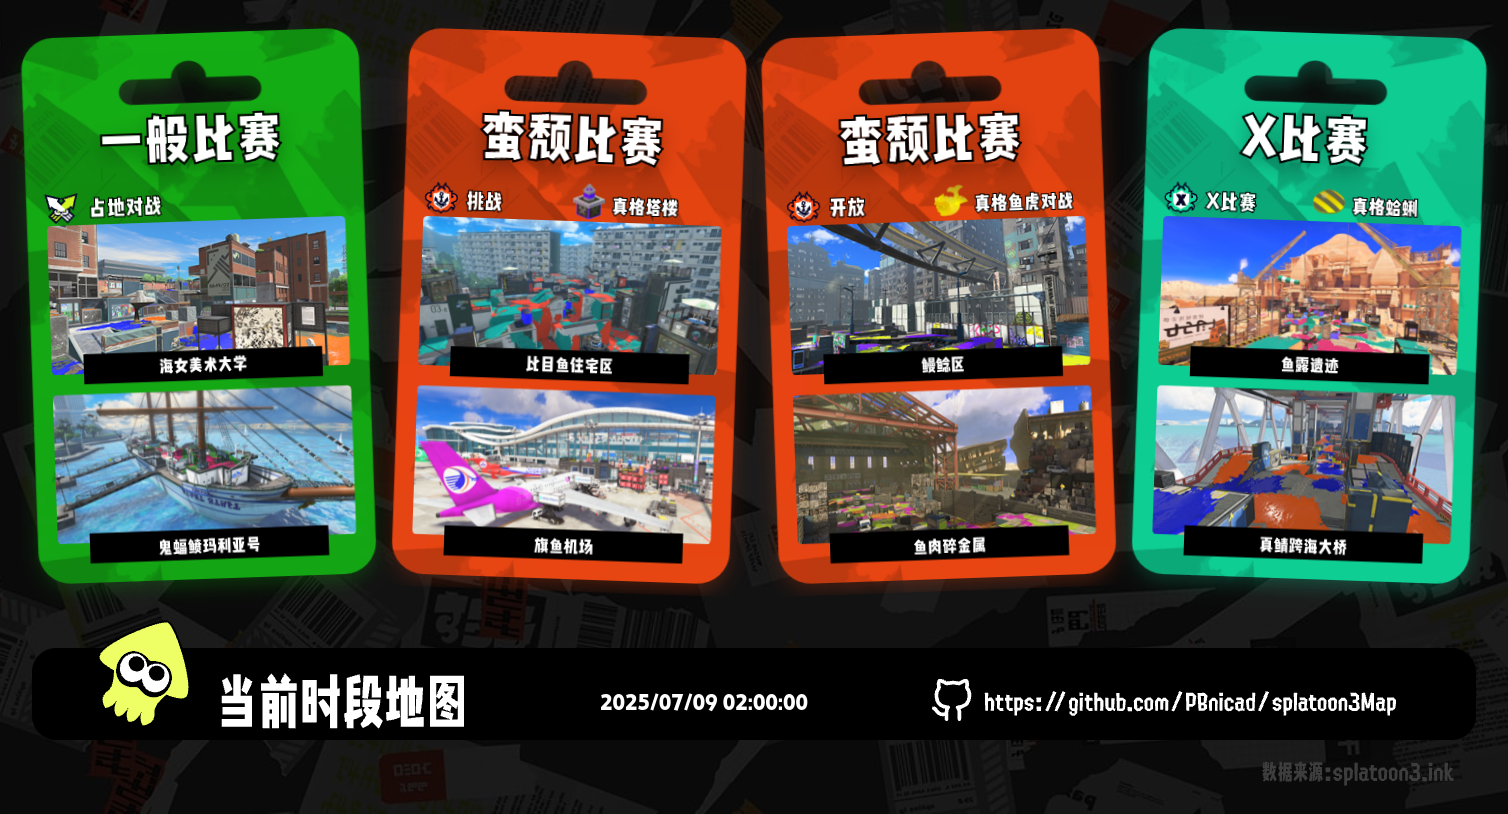 一般比赛
占地对战
海女美术大学
鬼蝠鲼玛利亚号
蛮颓比赛
挑战
真格塔楼
比目鱼住宅区
旗鱼机场
蛮颓比赛
开放
真格鱼虎对战
鳗鲶区
鱼肉碎金属
X比赛
X比赛
真格蛤蜊
鱼露遗迹
真鲭跨海大桥
当前时段地图
2025/07/09 02:00:00
https://github.com/PBnicad/splatoon3Map
数据来源:splatoon3.ink